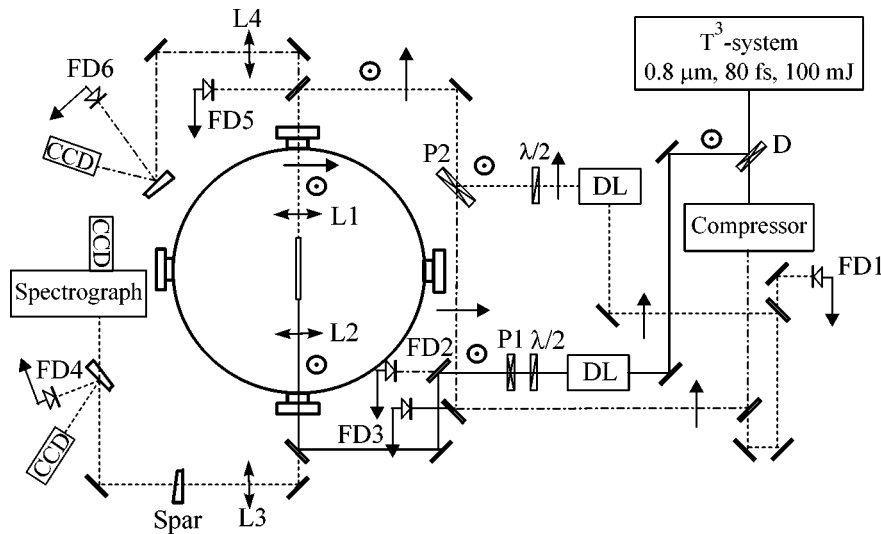 L4
T³-system
0.8 μm, 80 fs, 100 mJ
FD6
FD5
CCD
P2
λ/2
D
DL
L1
Compressor
CCD
Spectrograph
FD1
L2
FD2
P1 λ/2
DL
FD4
FD3
CCD
Spar
L3